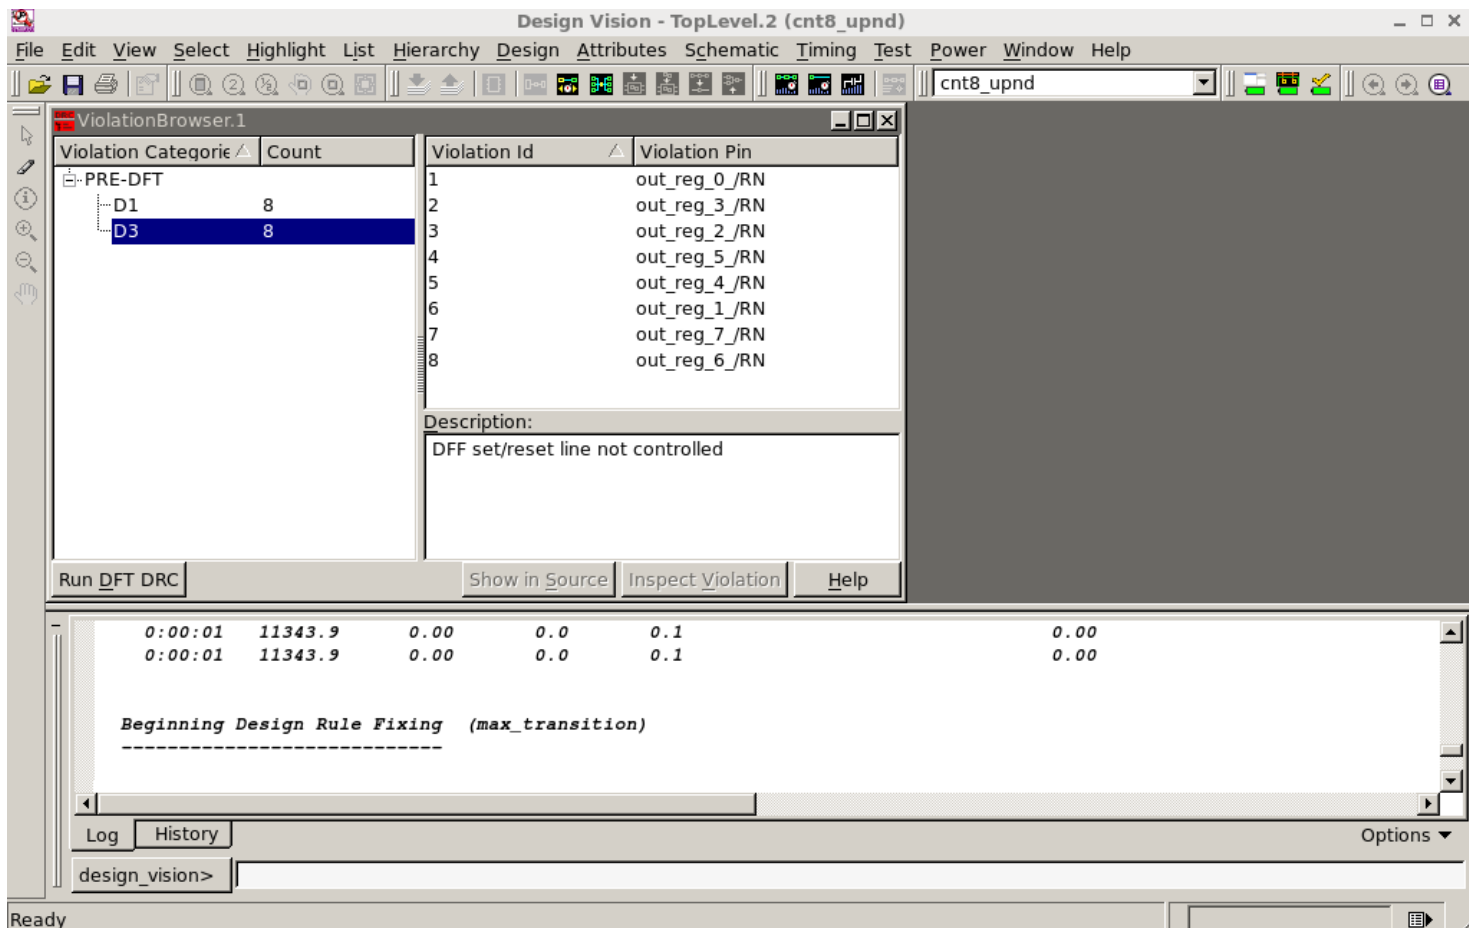 Design Vision - TopLevel.2 (cnt8_upnd)
File Edit View Select Highlight List Hierarchy Design Attributes Schematic Timing Test Power Window Help
cnt8_upnd
ViolationBrowser.1
Violation Categorie Count
PRE-DFT
D1 8
D3 8
Violation Id Violation Pin
1 out_reg_0_/RN
2 out_reg_3_/RN
3 out_reg_2_/RN
4 out_reg_5_/RN
5 out_reg_4_/RN
6 out_reg_1_/RN
7 out_reg_7_/RN
8 out_reg_6_/RN
Description:
DFF set/reset line not controlled
Run DFT DRC Show in Source Inspect Violation Help
0:00:01 11343.9 0.00 0.0 0.1 0.00
0:00:01 11343.9 0.00 0.0 0.1 0.00
Beginning Design Rule Fixing (max_transition)
----------------------------
Log History Options
design_vision>
Ready